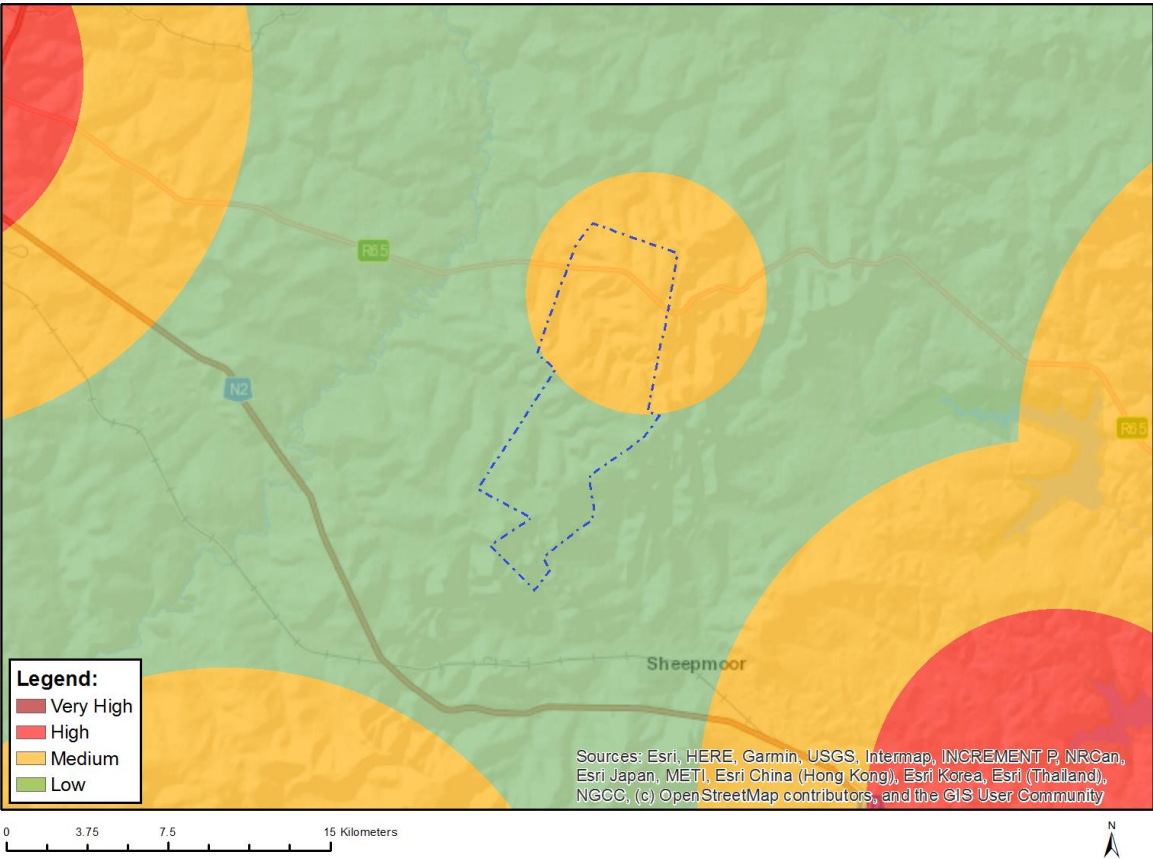 R65
N2
R65
Sheepmoor
Legend:
Very High
High
Medium
Low
Sources: Esri, HERE, Garmin, USGS, Intermap, INCREMENT P, NRCan,
Esri Japan, METI, Esri China (Hong Kong), Esri Korea, Esri (Thailand),
NGCC, (c) OpenStreetMap contributors, and the GIS User Community
0 3.75 7.5 15 Kilometers
N